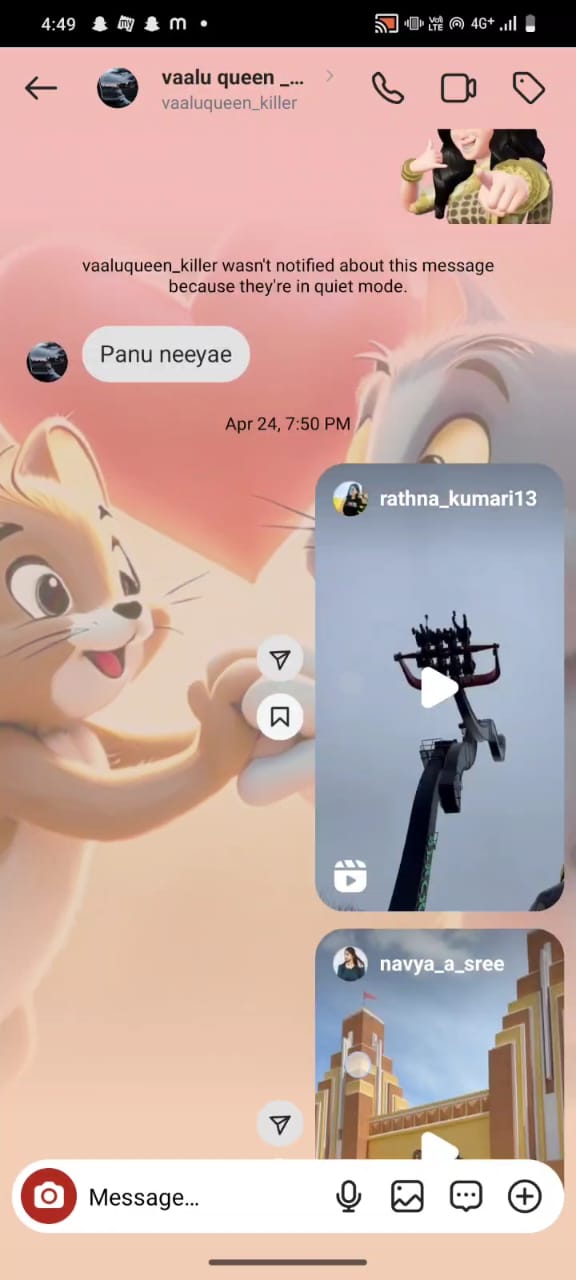 4:49
4G+
vaalu queen _...
vaaluqueen_killer
vaaluqueen_killer wasn't notified about this message
because they're in quiet mode.
Panu neeyae
Apr 24, 7:50 PM
rathna_kumari13
navya_a_sree
Message...